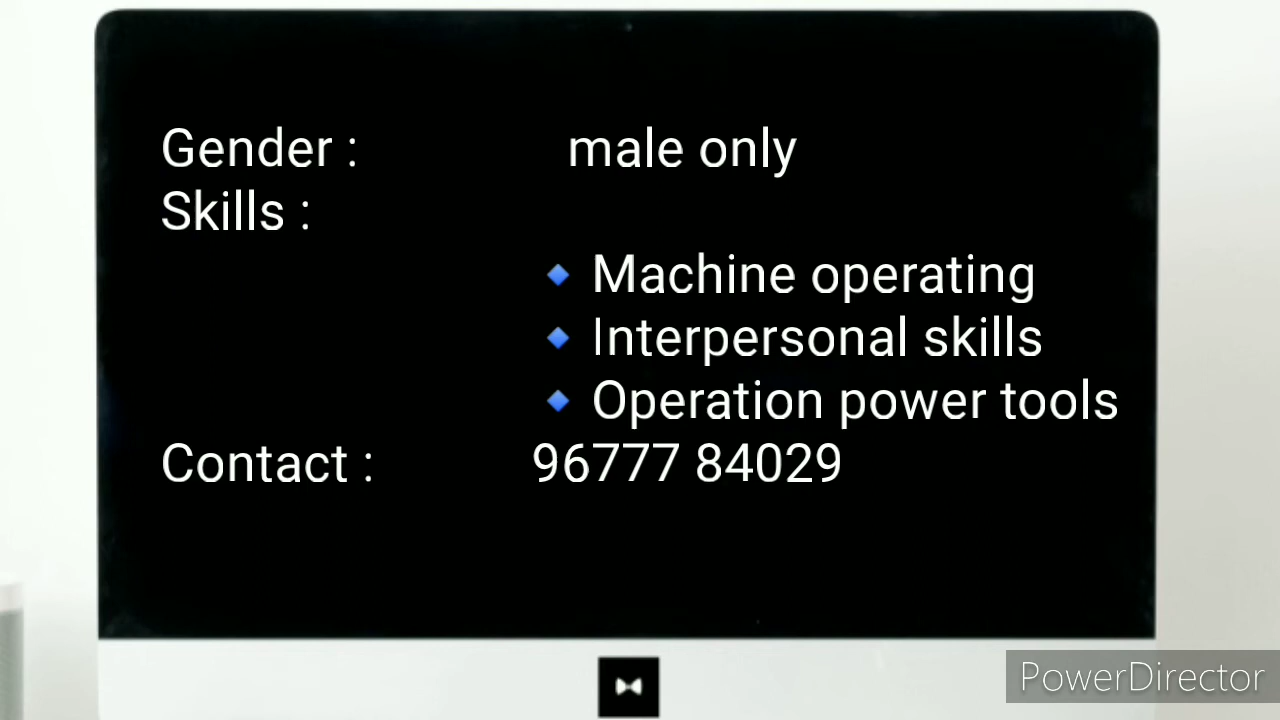 Gender : male only
Skills :
🔹 Machine operating
🔹 Interpersonal skills
🔹 Operation power tools
Contact : 96777 84029
PowerDirector